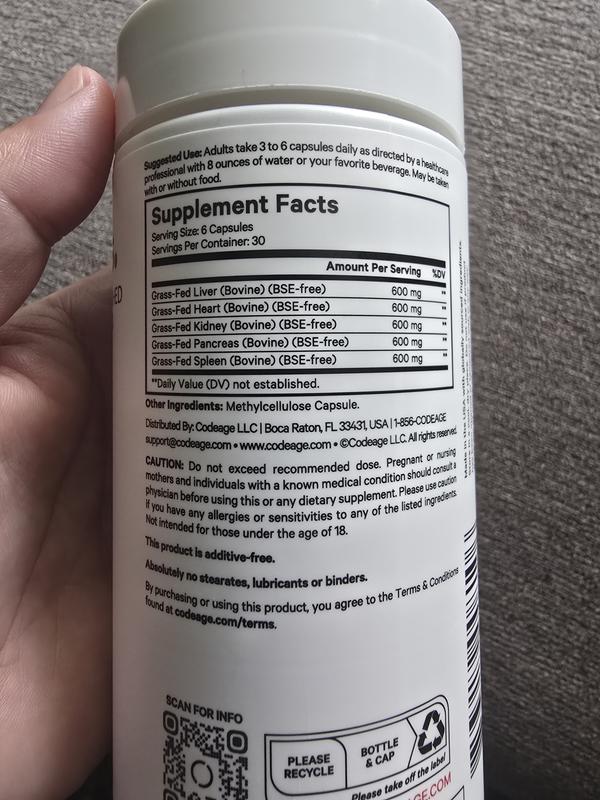 Suggested Use: Adults take 3 to 6 capsules daily as directed by a healthcare
professional with 8 ounces of water or your favorite beverage. May be taken
with or without food.
Supplement Facts
Serving Size: 6 Capsules
Servings Per Container: 30
Amount Per Serving %DV
Grass-Fed Liver (Bovine) (BSE-free) 600 mg **
Grass-Fed Heart (Bovine) (BSE-free) 600 mg **
Grass-Fed Kidney (Bovine) (BSE-free) 600 mg **
Grass-Fed Pancreas (Bovine) (BSE-free) 600 mg **
Grass-Fed Spleen (Bovine) (BSE-free) 600 mg **
**Daily Value (DV) not established.
Other Ingredients: Methylcellulose Capsule.
Distributed By: Codeage LLC | Boca Raton, FL 33431, USA | 1-856-CODEAGE
support@codeage.com • www.codeage.com • ©Codeage LLC. All rights reserved.
CAUTION: Do not exceed recommended dose. Pregnant or nursing
mothers and individuals with a known medical condition should consult a
physician before using this or any dietary supplement. Please use caution
if you have any allergies or sensitivities to any of the listed ingredients.
Not intended for those under the age of 18.
This product is additive-free.
Absolutely no stearates, lubricants or binders.
By purchasing or using this product, you agree to the Terms & Conditions
found at codeage.com/terms.
SCAN FOR INFO
PLEASE
RECYCLE
BOTTLE
& CAP
Please take off the label
Made in the USA with globally sourced ingredients.